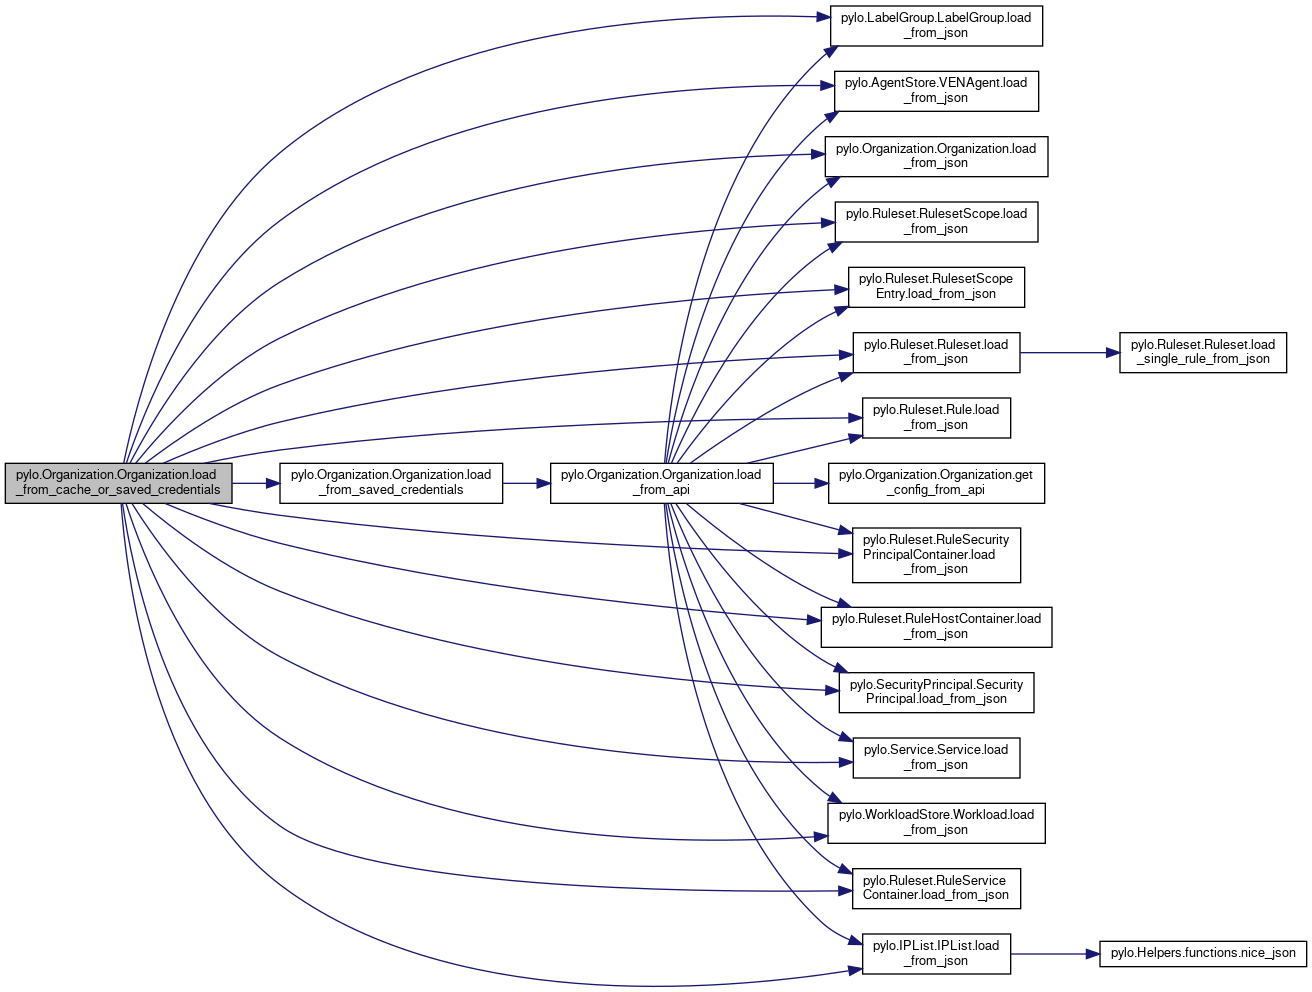 pylo.LabelGroup.LabelGroup.load
_from_json
pylo.AgentStore.VENAgent.load
_from_json
pylo.Organization.Organization.load
_from_json
pylo.Ruleset.RulesetScope.load
_from_json
pylo.Ruleset.RulesetScope
Entry.load_from_json
pylo.Ruleset.Ruleset.load
_from_json
pylo.Ruleset.Ruleset.load
_single_rule_from_json
pylo.Ruleset.Rule.load
_from_json
pylo.Organization.Organization.load
_from_cache_or_saved_credentials
pylo.Organization.Organization.load
_from_saved_credentials
pylo.Organization.Organization.load
_from_api
pylo.Organization.Organization.get
_config_from_api
pylo.Ruleset.RuleSecurity
PrincipalContainer.load
_from_json
pylo.Ruleset.RuleHostContainer.load
_from_json
pylo.SecurityPrincipal.Security
Principal.load_from_json
pylo.Service.Service.load
_from_json
pylo.WorkloadStore.Workload.load
_from_json
pylo.Ruleset.RuleService
Container.load_from_json
pylo.IPList.IPList.load
_from_json
pylo.Helpers.functions.nice_json